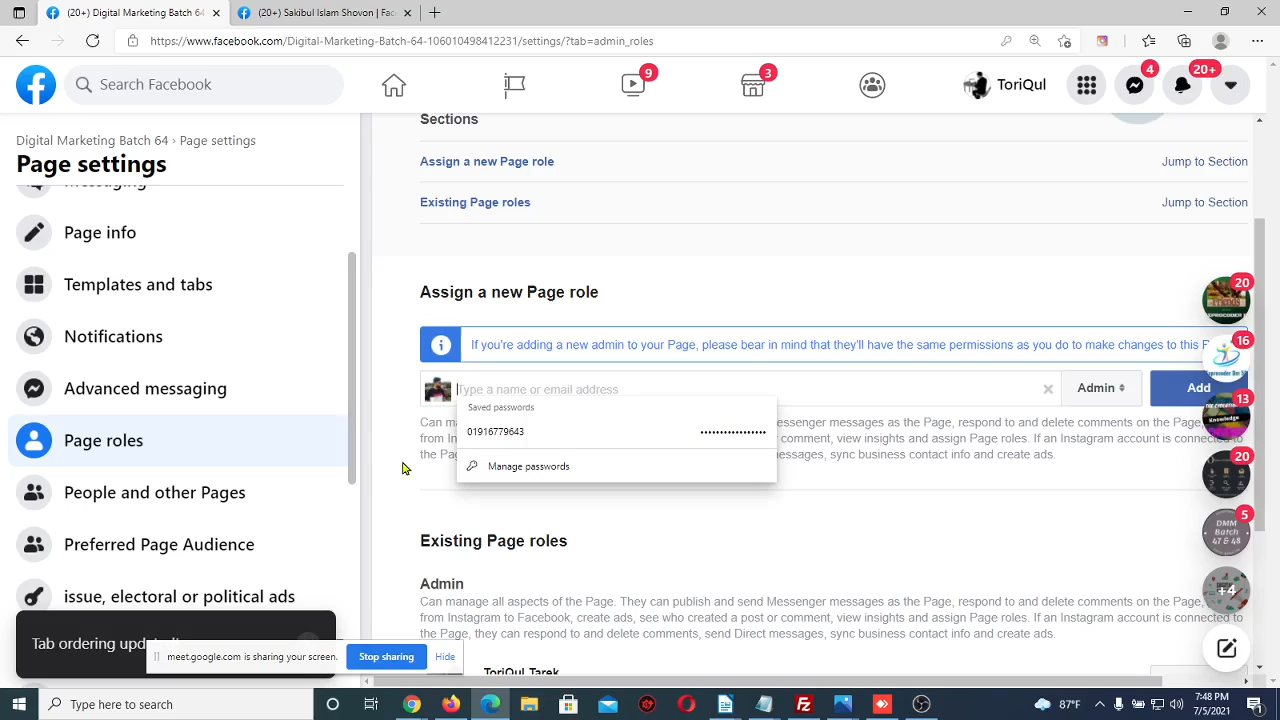 (20+) Digital Marketing Batch 64
(20+) Sakibul Islam Shovon | Fac
https://www.facebook.com/Digital-Marketing-Batch-64-106010498412231/settings/?tab=admin_roles
Search Facebook
9
3
ToriQul
4
20+
Digital Marketing Batch 64 › Page settings
Page settings
Messaging
Page info
Templates and tabs
Notifications
Advanced messaging
Page roles
People and other Pages
Preferred Page Audience
issue, electoral or political ads
Sections
Assign a new Page role
Jump to Section
Existing Page roles
Jump to Section
Assign a new Page role
If you're adding a new admin to your Page, please bear in mind that they'll have the same permissions as you do to make changes to this P
Type a name or email address
Admin
Add
Saved passwords
••••••••••••••••
Manage passwords
Can m
essenger messages as the Page, respond to and delete comments on the Page,
from In
comment, view insights and assign Page roles. If an Instagram account is connected to
the Pag
ages, sync business contact info and create ads.
Existing Page roles
Admin
Can manage all aspects of the Page. They can publish and send Messenger messages as the Page, respond to and delete comments on the Page,
from Instagram to Facebook, create ads, see who created a post or comment, view insights and assign Page roles. If an Instagram account is connected to
the Page, they can respond to and delete comments, send Direct messages, sync business contact info and create ads.
ToriQul Tarek
20
16
13
20
5
DMM
Batch
47 & 48
+4
Tab ordering upd
meet.google.com is sharing your screen.
Stop sharing
Hide
Type here to search
87°F
7:48 PM
7/5/2021
1